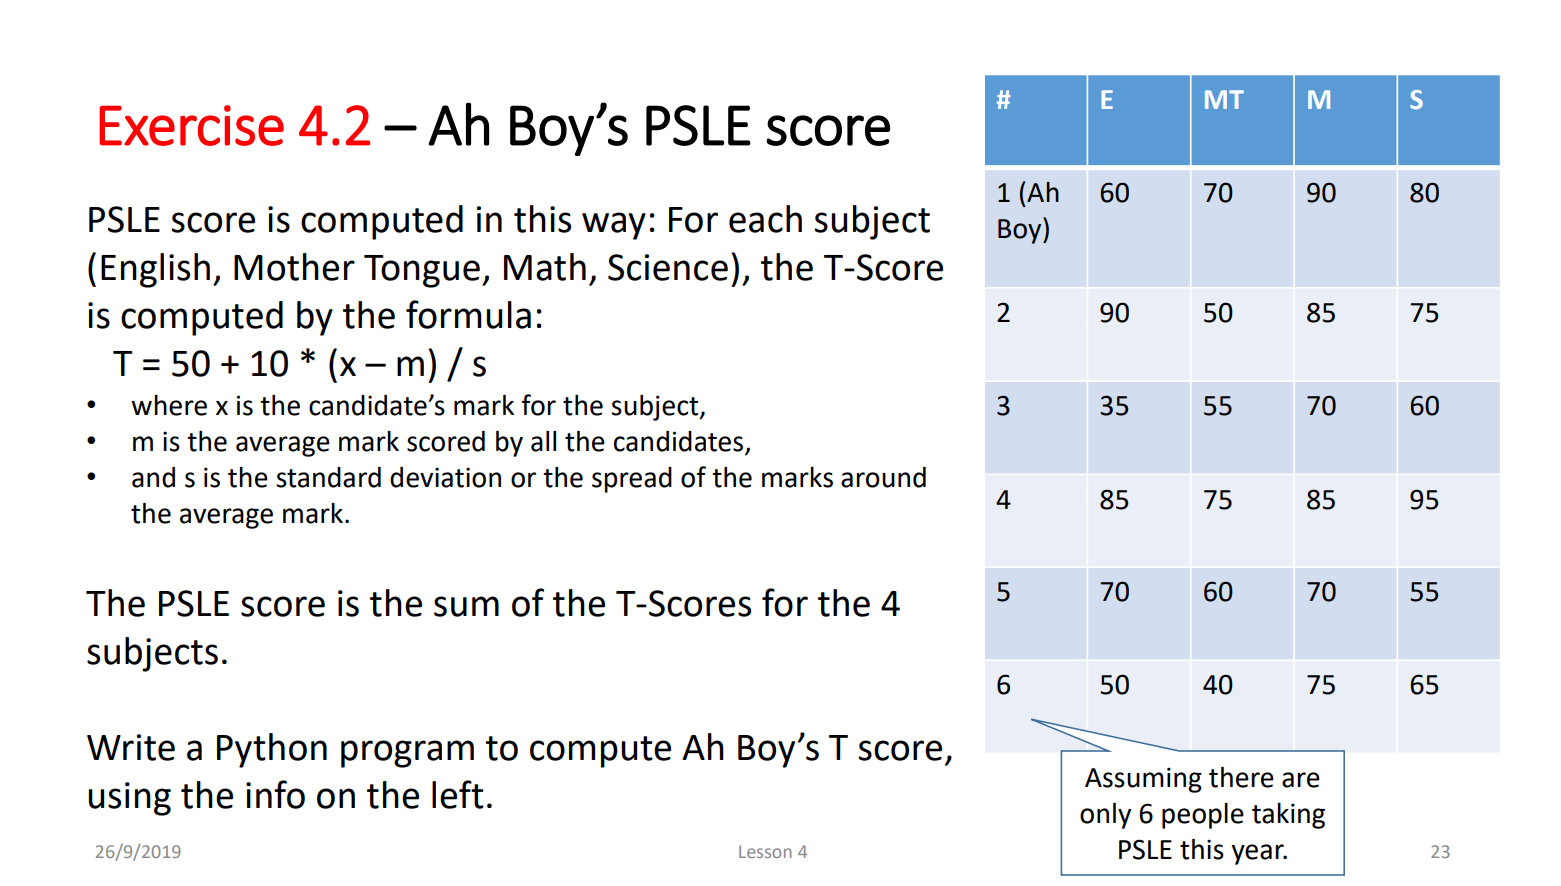 Exercise 4.2 – Ah Boy’s PSLE score
PSLE score is computed in this way: For each subject
(English, Mother Tongue, Math, Science), the T-Score
is computed by the formula:
T = 50 + 10 * (x – m) / s
• where x is the candidate’s mark for the subject,
• m is the average mark scored by all the candidates,
• and s is the standard deviation or the spread of the marks around
the average mark.
The PSLE score is the sum of the T-Scores for the 4
subjects.
Write a Python program to compute Ah Boy’s T score,
using the info on the left.
# E MT M S
1 (Ah 60 70 90 80
Boy)
2 90 50 85 75
3 35 55 70 60
4 85 75 85 95
5 70 60 70 55
6 50 40 75 65
Assuming there are
only 6 people taking
PSLE this year.
26/9/2019 Lesson 4 23